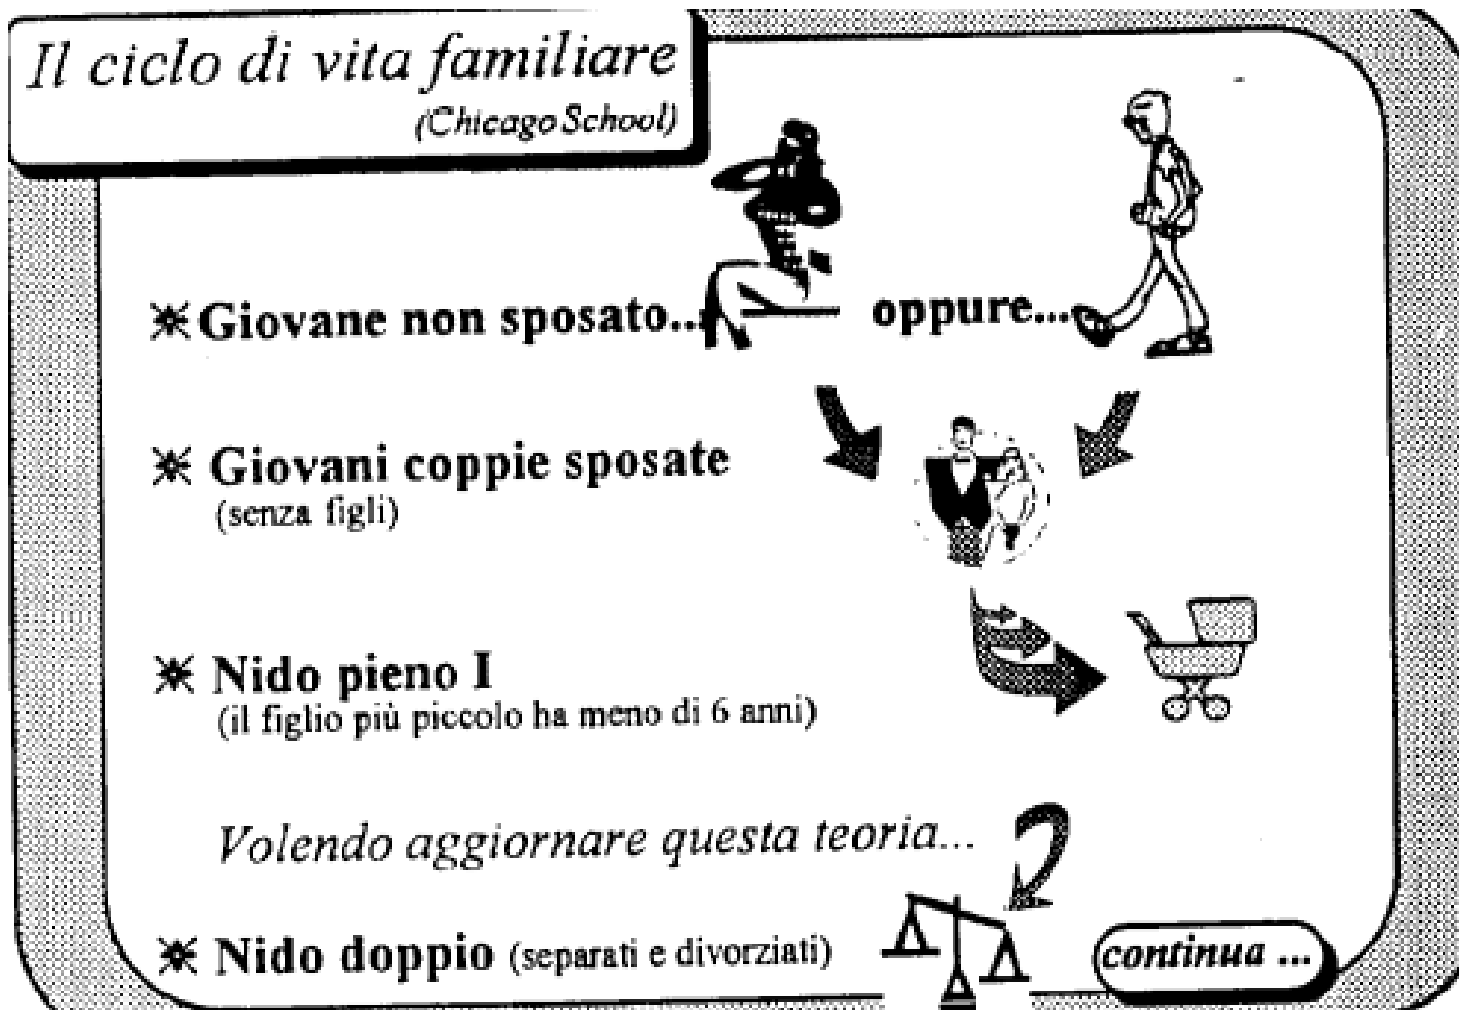 Il ciclo di vita familiare
(Chicago School)
Giovane non sposato... oppure...
Giovani coppie sposate
(senza figli)
Nido pieno I
(il figlio più piccolo ha meno di 6 anni)
Volendo aggiornare questa teoria...
Nido doppio (separati e divorziati)
continua ...